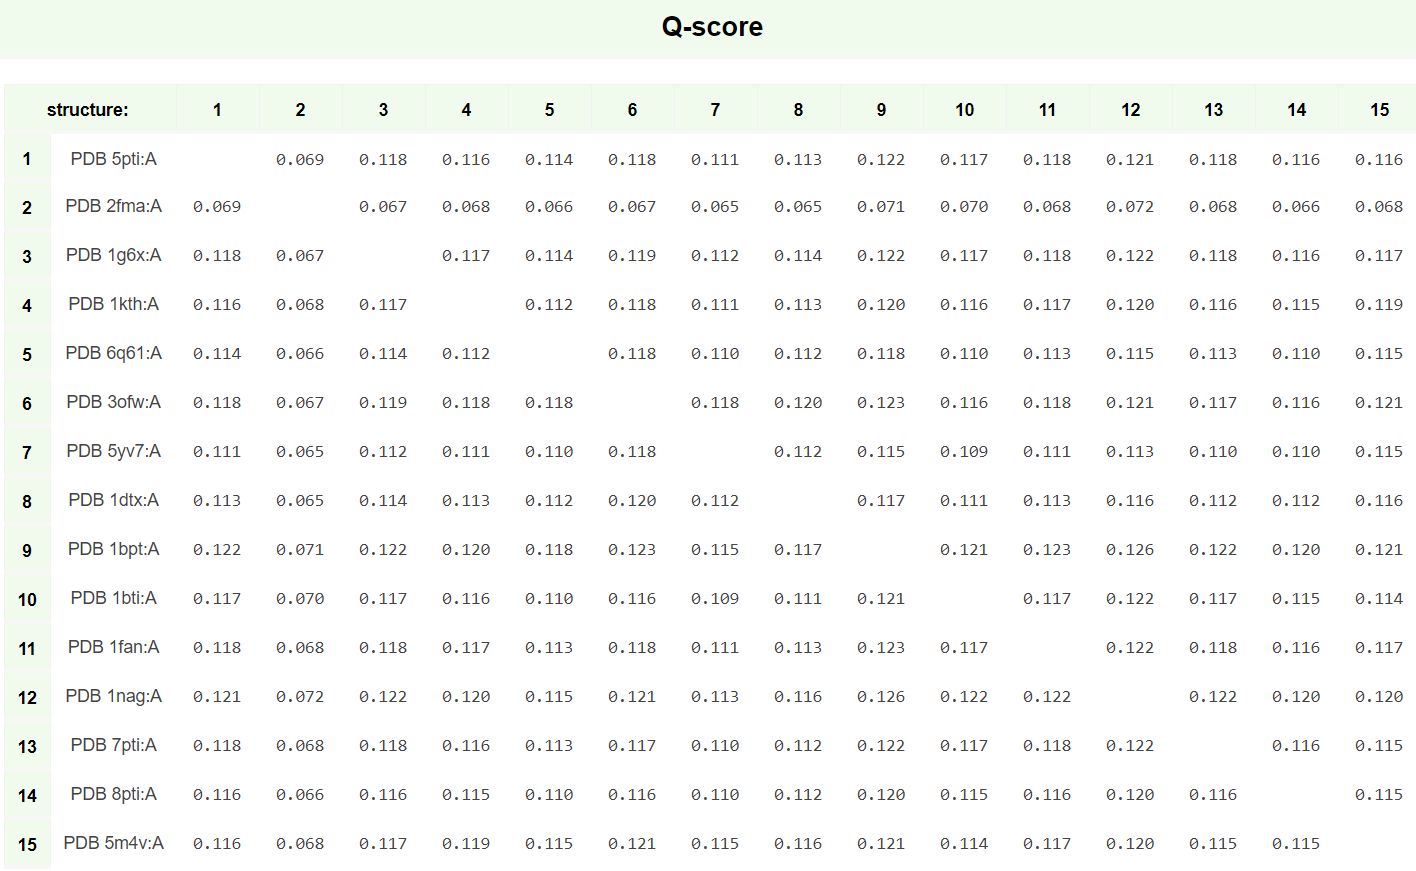 Q-score
structure: 1 2 3 4 5 6 7 8 9 10 11 12 13 14 15
1 PDB 5pti:A 0.069 0.118 0.116 0.114 0.118 0.111 0.113 0.122 0.117 0.118 0.121 0.118 0.116 0.116
2 PDB 2fma:A 0.069 0.067 0.068 0.066 0.067 0.065 0.065 0.071 0.070 0.068 0.072 0.068 0.066 0.068
3 PDB 1g6x:A 0.118 0.067 0.117 0.114 0.119 0.112 0.114 0.122 0.117 0.118 0.122 0.118 0.116 0.117
4 PDB 1kth:A 0.116 0.068 0.117 0.112 0.118 0.111 0.113 0.120 0.116 0.117 0.120 0.116 0.115 0.119
5 PDB 6q61:A 0.114 0.066 0.114 0.112 0.118 0.110 0.112 0.118 0.110 0.113 0.115 0.113 0.110 0.115
6 PDB 3ofw:A 0.118 0.067 0.119 0.118 0.118 0.118 0.120 0.123 0.116 0.118 0.121 0.117 0.116 0.121
7 PDB 5yv7:A 0.111 0.065 0.112 0.111 0.110 0.118 0.112 0.115 0.109 0.111 0.113 0.110 0.110 0.115
8 PDB 1dtx:A 0.113 0.065 0.114 0.113 0.112 0.120 0.112 0.117 0.111 0.113 0.116 0.112 0.112 0.116
9 PDB 1bpt:A 0.122 0.071 0.122 0.120 0.118 0.123 0.115 0.117 0.121 0.123 0.126 0.122 0.120 0.121
10 PDB 1bti:A 0.117 0.070 0.117 0.116 0.110 0.116 0.109 0.111 0.121 0.117 0.122 0.117 0.115 0.114
11 PDB 1fan:A 0.118 0.068 0.118 0.117 0.113 0.118 0.111 0.113 0.123 0.117 0.122 0.118 0.116 0.117
12 PDB 1nag:A 0.121 0.072 0.122 0.120 0.115 0.121 0.113 0.116 0.126 0.122 0.122 0.122 0.120 0.120
13 PDB 7pti:A 0.118 0.068 0.118 0.116 0.113 0.117 0.110 0.112 0.122 0.117 0.118 0.122 0.116 0.115
14 PDB 8pti:A 0.116 0.066 0.116 0.115 0.110 0.116 0.110 0.112 0.120 0.115 0.116 0.120 0.116 0.115
15 PDB 5m4v:A 0.116 0.068 0.117 0.119 0.115 0.121 0.115 0.116 0.121 0.114 0.117 0.120 0.115 0.115